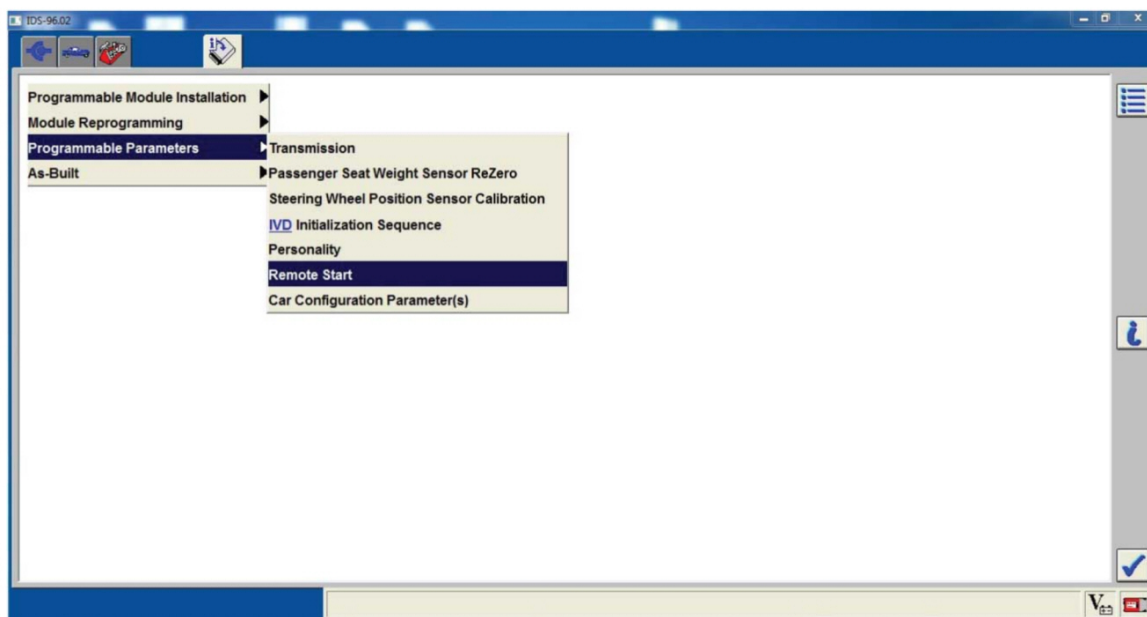 IDS-96.02
Programmable Module Installation
Module Reprogramming
Programmable Parameters
As-Built
Transmission
Passenger Seat Weight Sensor ReZero
Steering Wheel Position Sensor Calibration
IVD Initialization Sequence
Personality
Remote Start
Car Configuration Parameter(s)
V